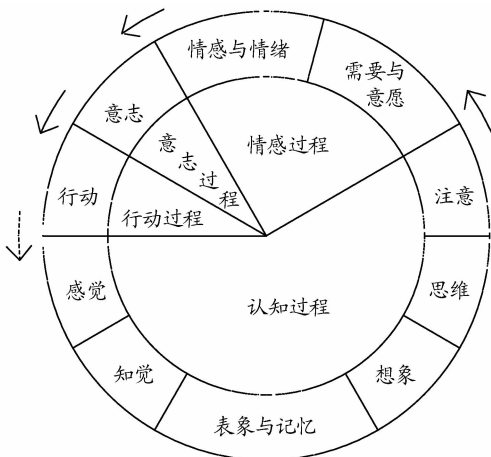 情感与情绪
需要与
意愿
意志
意志过程
情感过程
行动
行动过程
注意
感觉
认知过程
思维
知觉
想象
表象与记忆